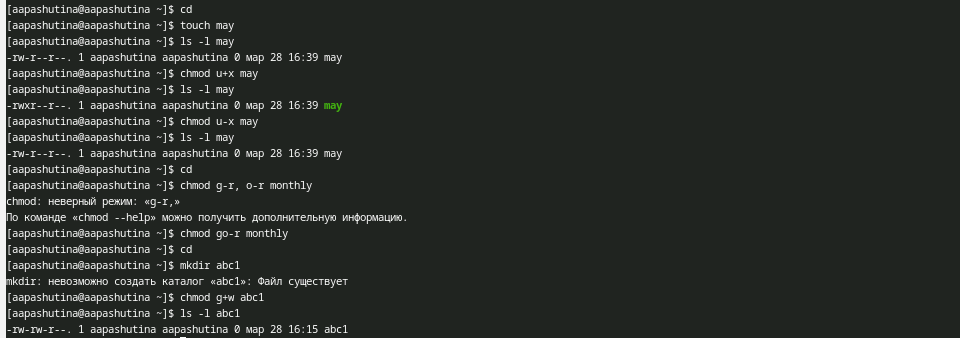 [aapashutina@aapashutina ~]$ cd
[aapashutina@aapashutina ~]$ touch may
[aapashutina@aapashutina ~]$ ls -l may
-rw-r--r--. 1 aapashutina aapashutina 0 мар 28 16:39 may
[aapashutina@aapashutina ~]$ chmod u+x may
[aapashutina@aapashutina ~]$ ls -l may
-rwxr--r--. 1 aapashutina aapashutina 0 мар 28 16:39 may
[aapashutina@aapashutina ~]$ chmod u-x may
[aapashutina@aapashutina ~]$ ls -l may
-rw-r--r--. 1 aapashutina aapashutina 0 мар 28 16:39 may
[aapashutina@aapashutina ~]$ cd
[aapashutina@aapashutina ~]$ chmod g-r, o-r monthly
chmod: неверный режим: «g-r,»
По команде «chmod --help» можно получить дополнительную информацию.
[aapashutina@aapashutina ~]$ chmod go-r monthly
[aapashutina@aapashutina ~]$ cd
[aapashutina@aapashutina ~]$ mkdir abc1
mkdir: невозможно создать каталог «abc1»: Файл существует
[aapashutina@aapashutina ~]$ chmod g+w abc1
[aapashutina@aapashutina ~]$ ls -l abc1
-rw-rw-r--. 1 aapashutina aapashutina 0 мар 28 16:15 abc1